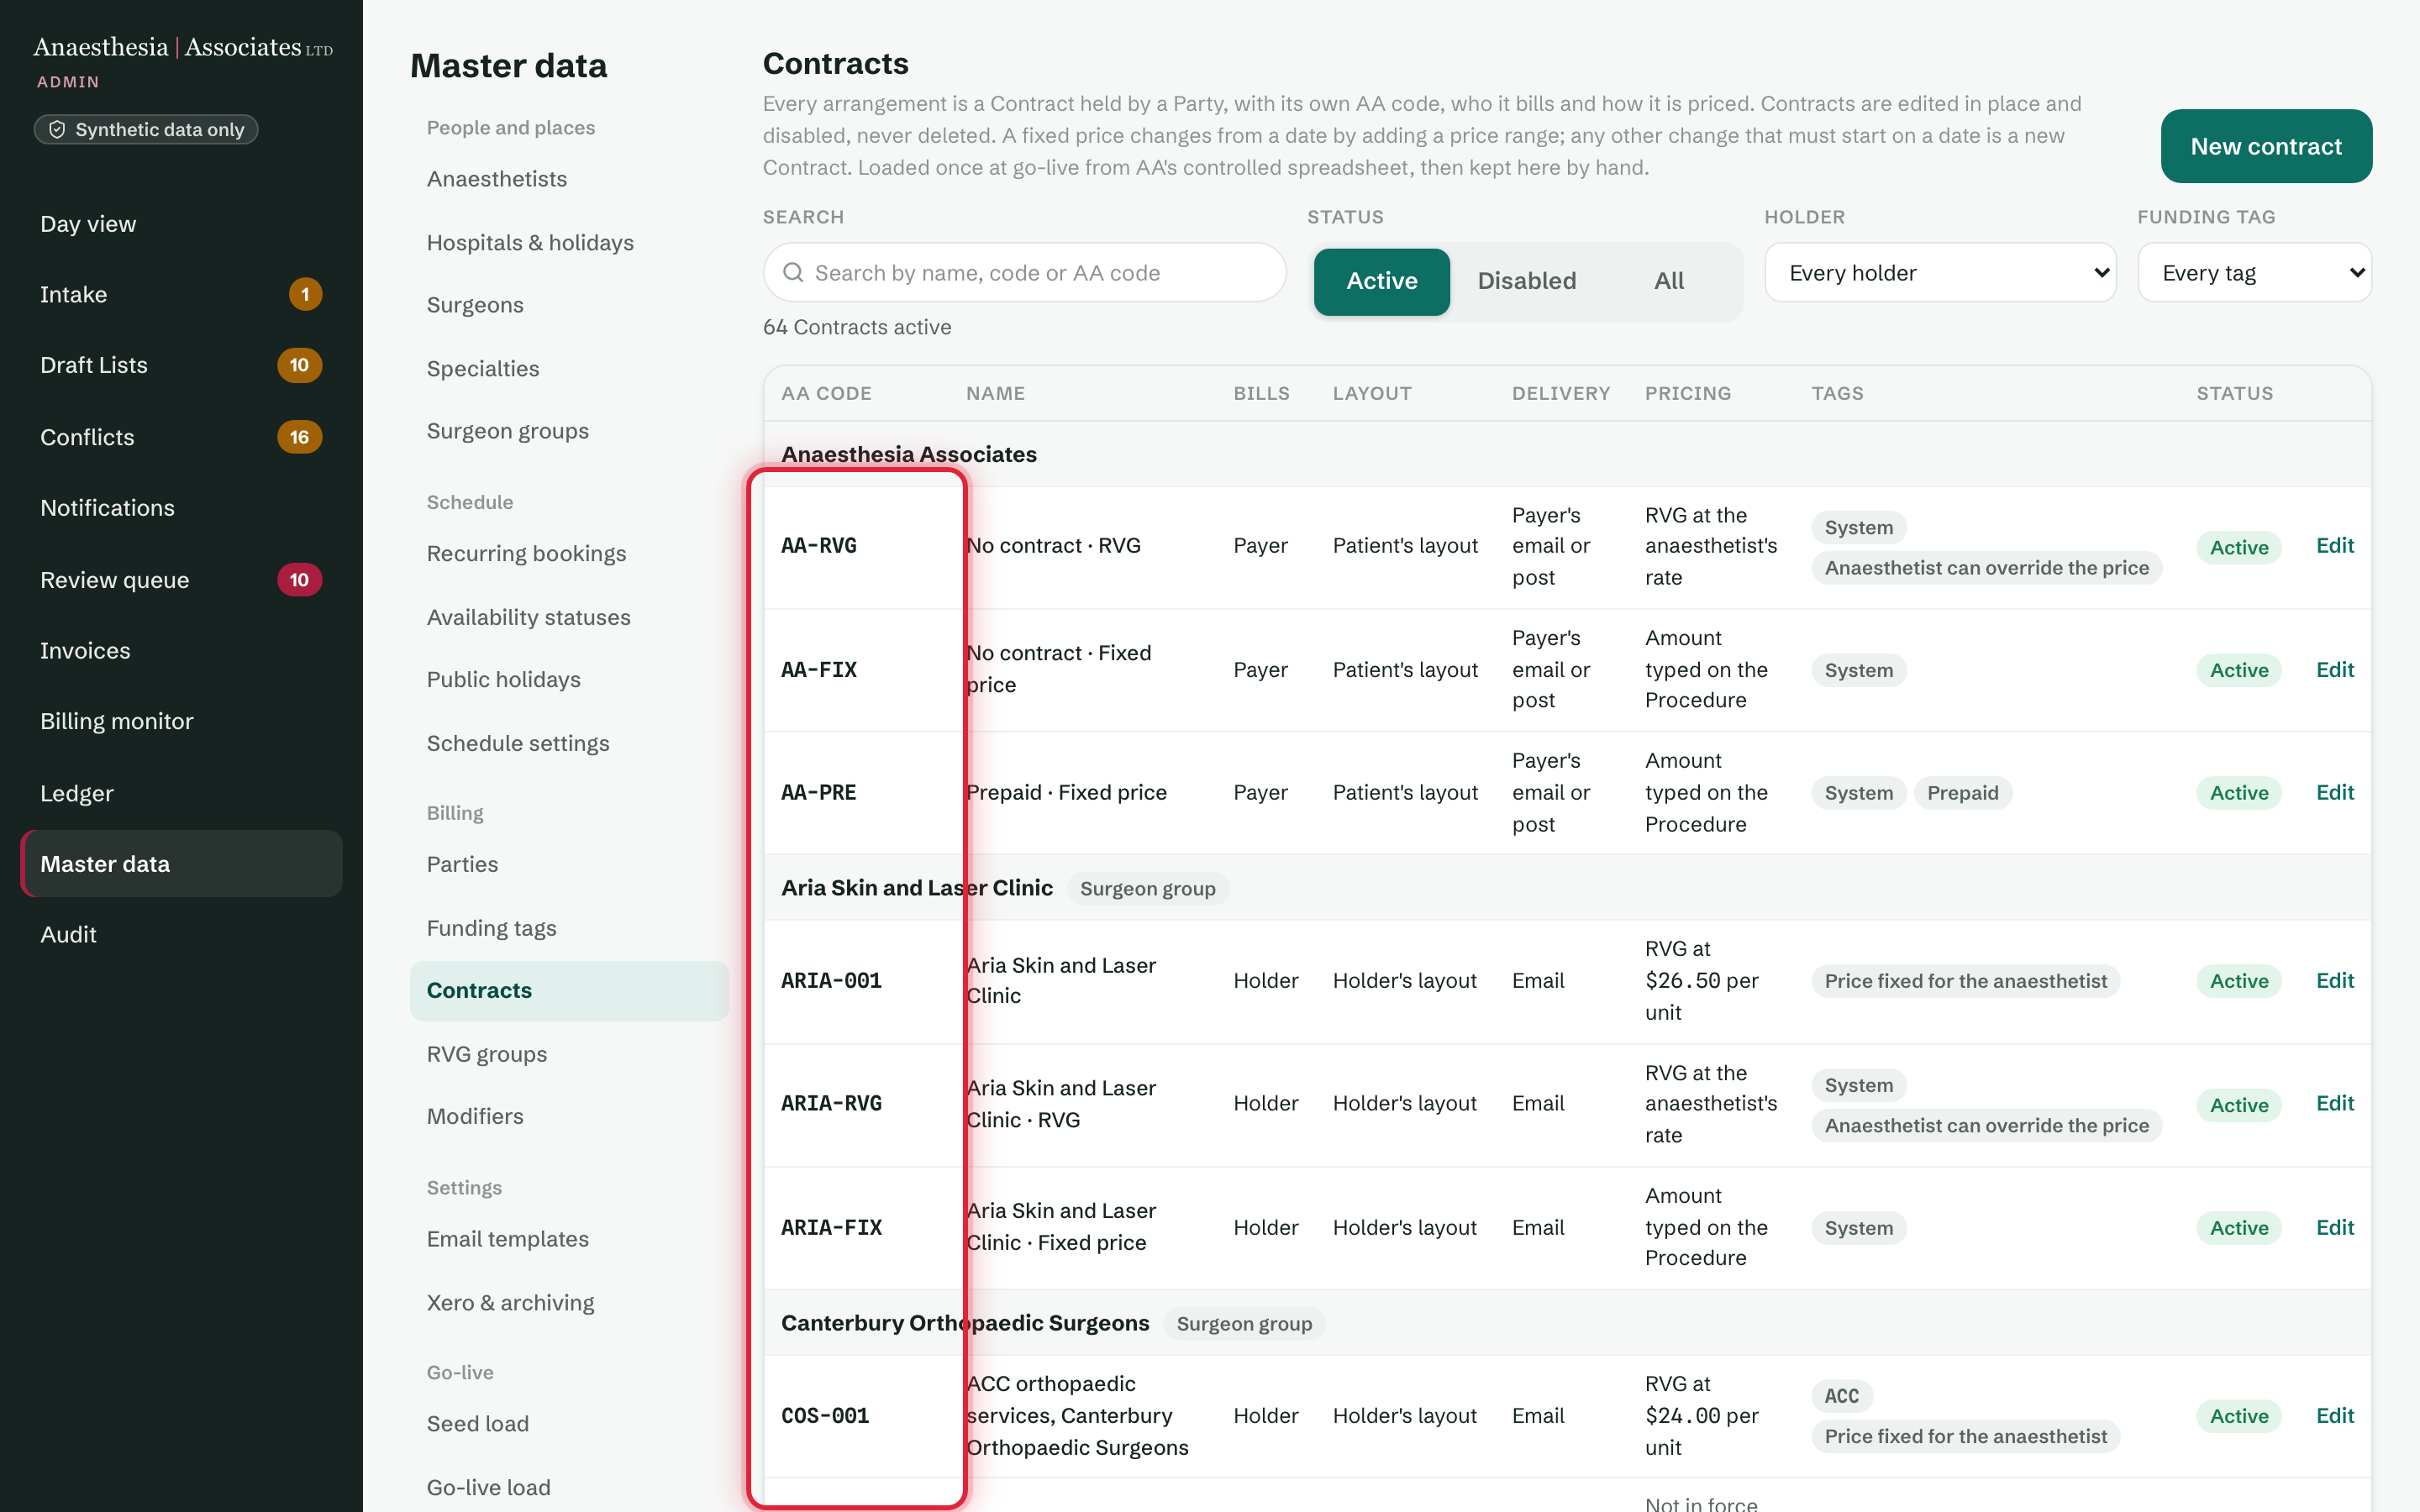 Anaesthesia | Associates LTD
ADMIN
Synthetic data only
Day view
Intake 1
Draft Lists 10
Conflicts 16
Notifications
Review queue 10
Invoices
Billing monitor
Ledger
Master data
Audit
Master data
People and places
Anaesthetists
Hospitals & holidays
Surgeons
Specialties
Surgeon groups
Schedule
Recurring bookings
Availability statuses
Public holidays
Schedule settings
Billing
Parties
Funding tags
Contracts
RVG groups
Modifiers
Settings
Email templates
Xero & archiving
Go-live
Seed load
Go-live load
Contracts
Every arrangement is a Contract held by a Party, with its own AA code, who it bills and how it is priced. Contracts are edited in place and
disabled, never deleted. A fixed price changes from a date by adding a price range; any other change that must start on a date is a new
Contract. Loaded once at go-live from AA's controlled spreadsheet, then kept here by hand.
New contract
SEARCH STATUS HOLDER FUNDING TAG
Search by name, code or AA code Active Disabled All Every holder Every tag
64 Contracts active
AA CODE NAME BILLS LAYOUT DELIVERY PRICING TAGS STATUS
Anaesthesia Associates
AA-RVG
No contract · RVG
Payer
Patient's layout
Payer's
email or
post
RVG at the
anaesthetist's
rate
System
Anaesthetist can override the price
Active
Edit
AA-FIX
No contract · Fixed
price
Payer
Patient's layout
Payer's
email or
post
Amount
typed on the
Procedure
System
Active
Edit
AA-PRE
Prepaid · Fixed price
Payer
Patient's layout
Payer's
email or
post
Amount
typed on the
Procedure
System Prepaid
Active
Edit
Aria Skin and Laser Clinic Surgeon group
ARIA-001
Aria Skin and Laser
Clinic
Holder
Holder's layout
Email
RVG at
$26.50 per
unit
Price fixed for the anaesthetist
Active
Edit
ARIA-RVG
Aria Skin and Laser
Clinic · RVG
Holder
Holder's layout
Email
RVG at the
anaesthetist's
rate
System
Anaesthetist can override the price
Active
Edit
ARIA-FIX
Aria Skin and Laser
Clinic · Fixed price
Holder
Holder's layout
Email
Amount
typed on the
Procedure
System
Active
Edit
Canterbury Orthopaedic Surgeons Surgeon group
COS-001
ACC orthopaedic
services, Canterbury
Orthopaedic Surgeons
Holder
Holder's layout
Email
RVG at
$24.00 per
unit
ACC
Price fixed for the anaesthetist
Active
Edit
Not in force